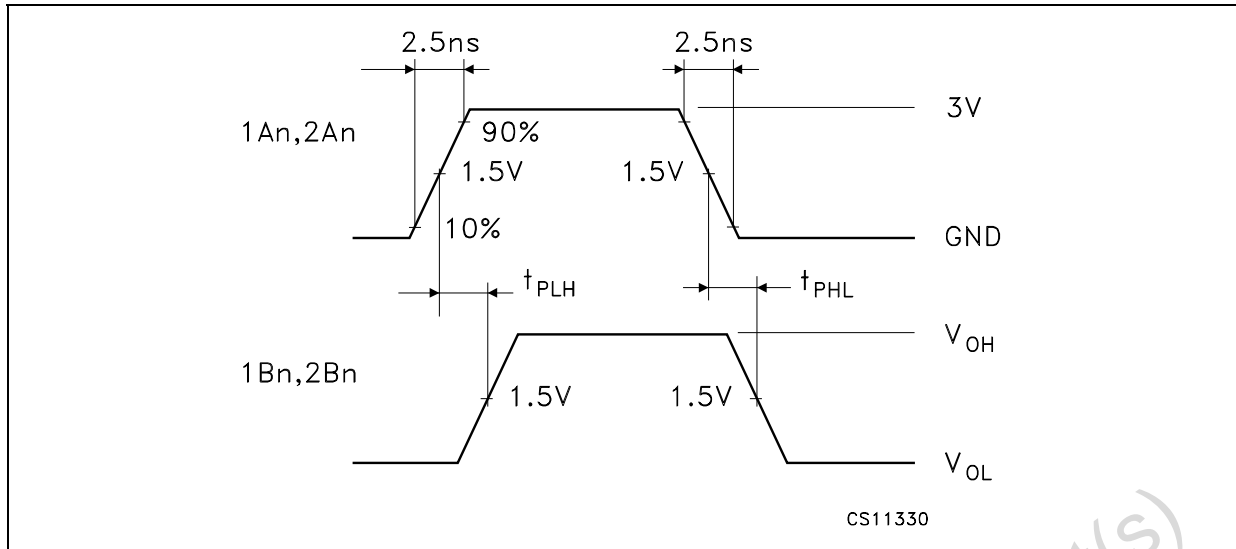 2.5ns 2.5ns
3V
1An,2An
90%
1.5V 1.5V
10%
GND
tPLH tPHL
VOH
1Bn,2Bn
1.5V 1.5V
VOL
CS11330